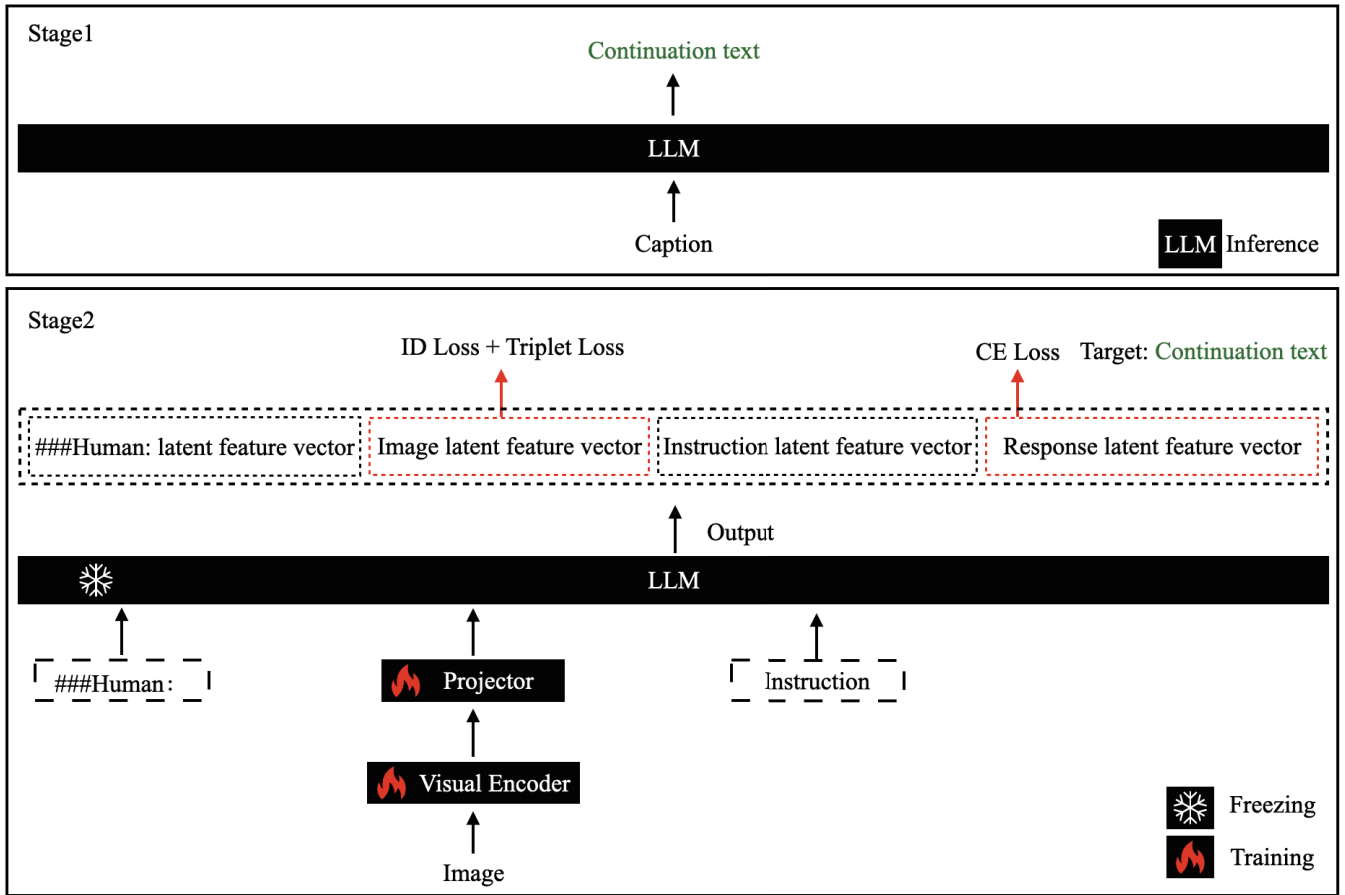 Stage1
Continuation text
LLM
Caption
LLM Inference
Stage2
ID Loss + Triplet Loss
CE Loss Target: Continuation text
###Human: latent feature vector
Image latent feature vector
Instruction latent feature vector
Response latent feature vector
Output
LLM
###Human:
Projector
Instruction
Visual Encoder
Freezing
Training
Image